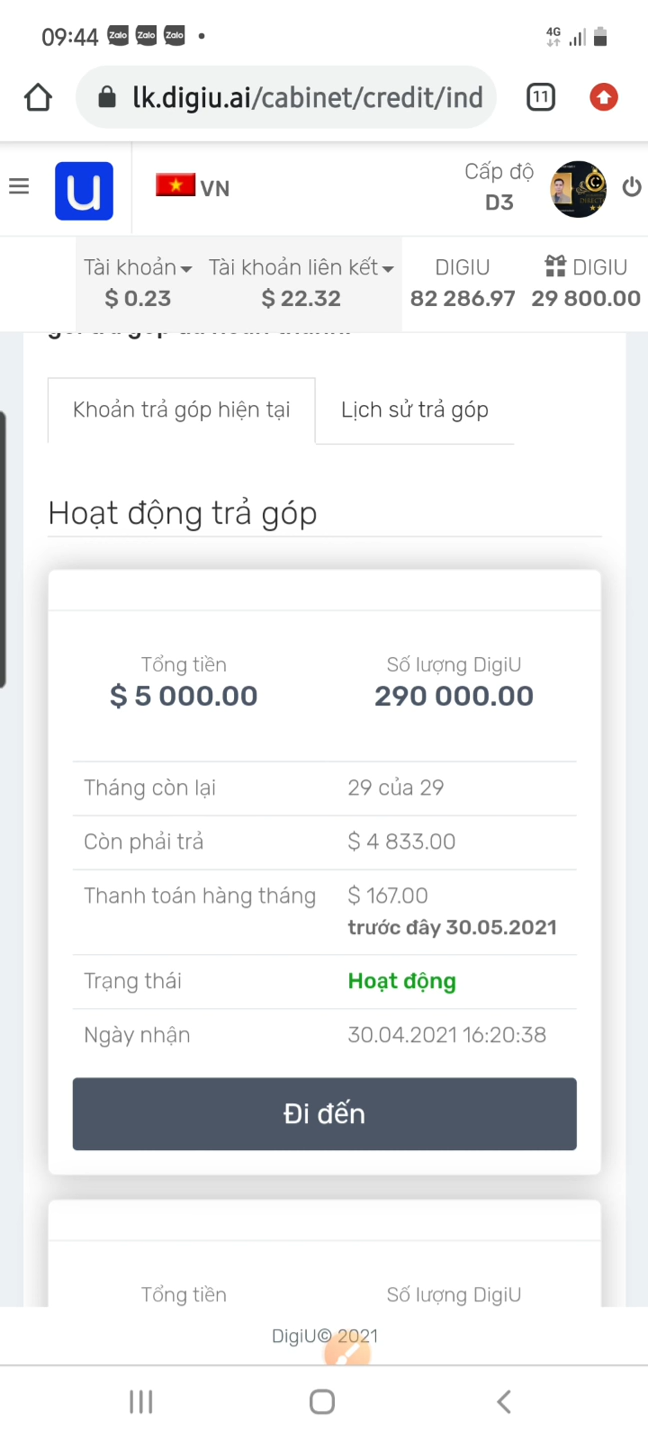 09:44 Zalo Zalo Zalo 4G
lk.digiu.ai/cabinet/credit/ind 11
U VN Cấp độ
D3
Tài khoản Tài khoản liên kết DIGIU DIGIU
$ 0.23 $ 22.32 82 286.97 29 800.00
Khoản trả góp hiện tại Lịch sử trả góp
Hoạt động trả góp
Tổng tiền Số lượng DigiU
$ 5 000.00 290 000.00
Tháng còn lại 29 của 29
Còn phải trả $ 4 833.00
Thanh toán hàng tháng $ 167.00
trước đây 30.05.2021
Trạng thái Hoạt động
Ngày nhận 30.04.2021 16:20:38
Đi đến
Tổng tiền Số lượng DigiU
DigiU© 2021